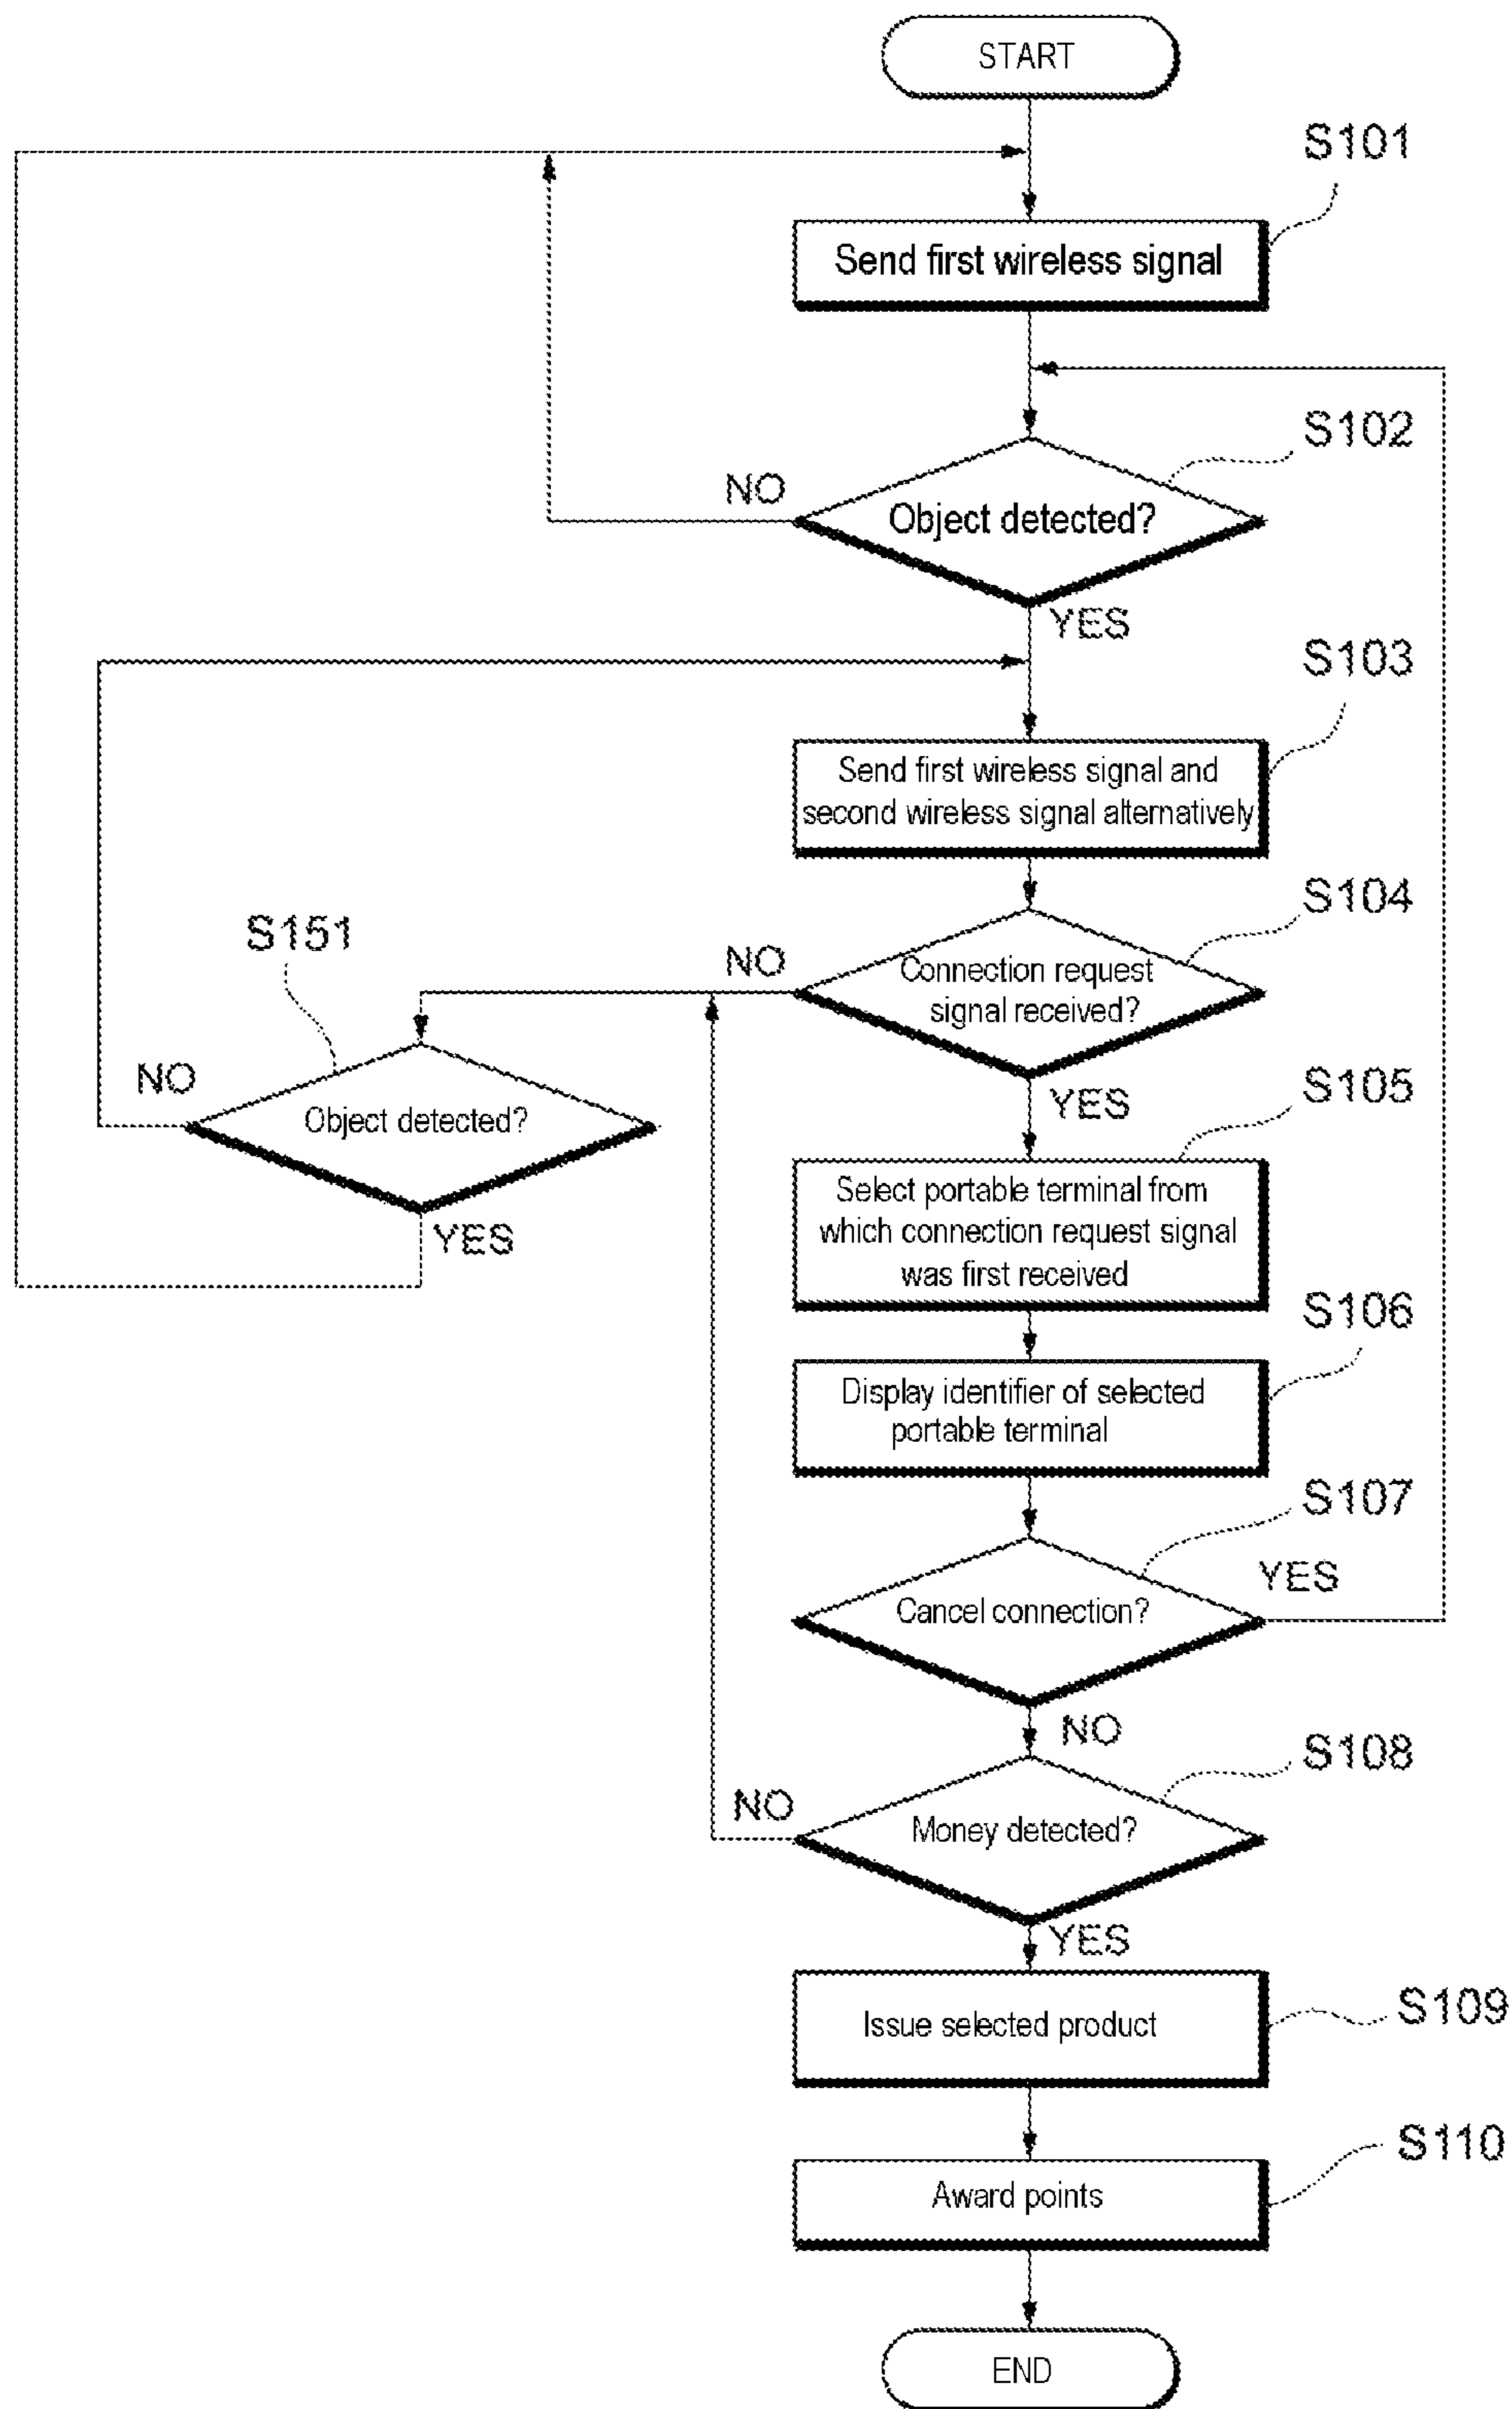 START
S101
Send first wireless signal
S102
NO
Object detected?
YES
S103
Send first wireless signal and
second wireless signal alternatively
S104
S151
NO
Connection request
signal received?
NO
Object detected?
YES
S105
YES
Select portable terminal from
which connection request signal
was first received
S106
Display identifier of selected
portable terminal
S107
YES
Cancel connection?
NO
S108
NO
Money detected?
YES
Issue selected product
S109
S110
Award points
END